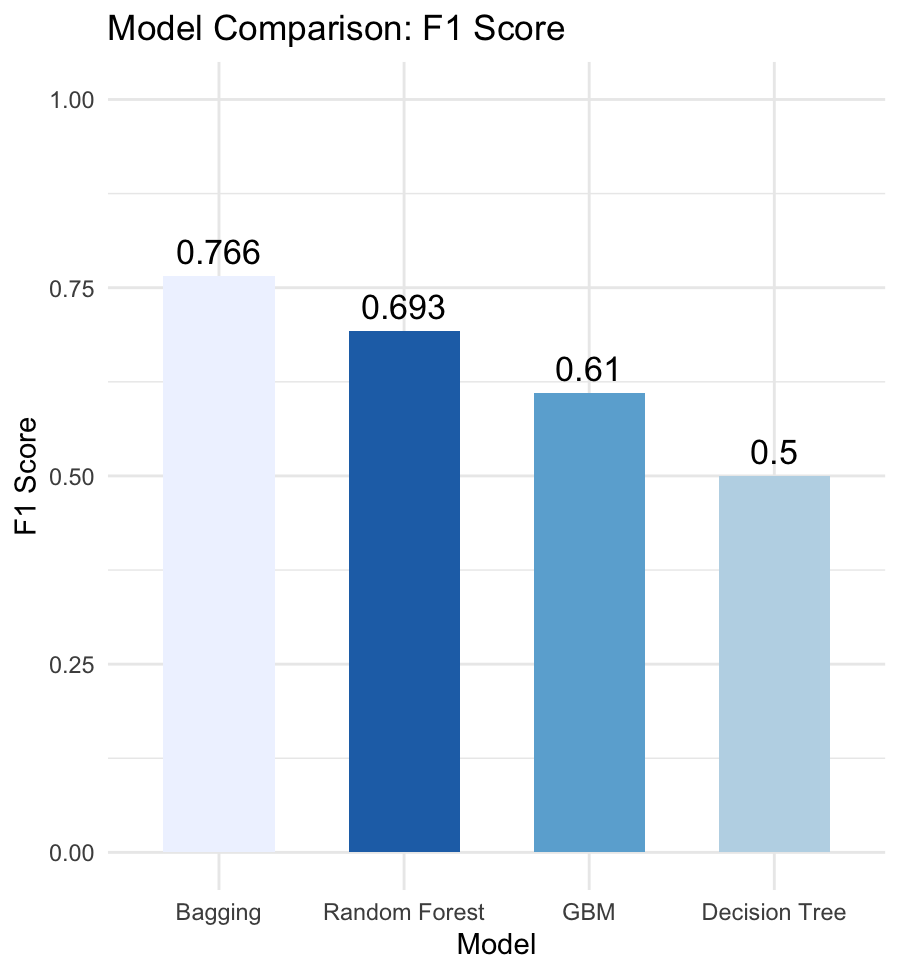 Model Comparison: F1 Score
1.00
0.75
0.50
0.25
0.00
F1 Score
0.766
0.693
0.61
0.5
Bagging
Random Forest
GBM
Decision Tree
Model